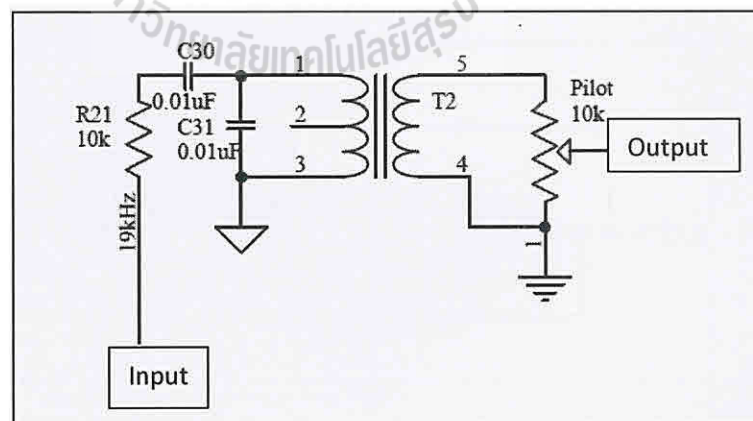 C30
0.01uF
R21
10k
C31
0.01uF
1
2
3
5
4
T2
Pilot
10k
Output
19kHz
1
Input